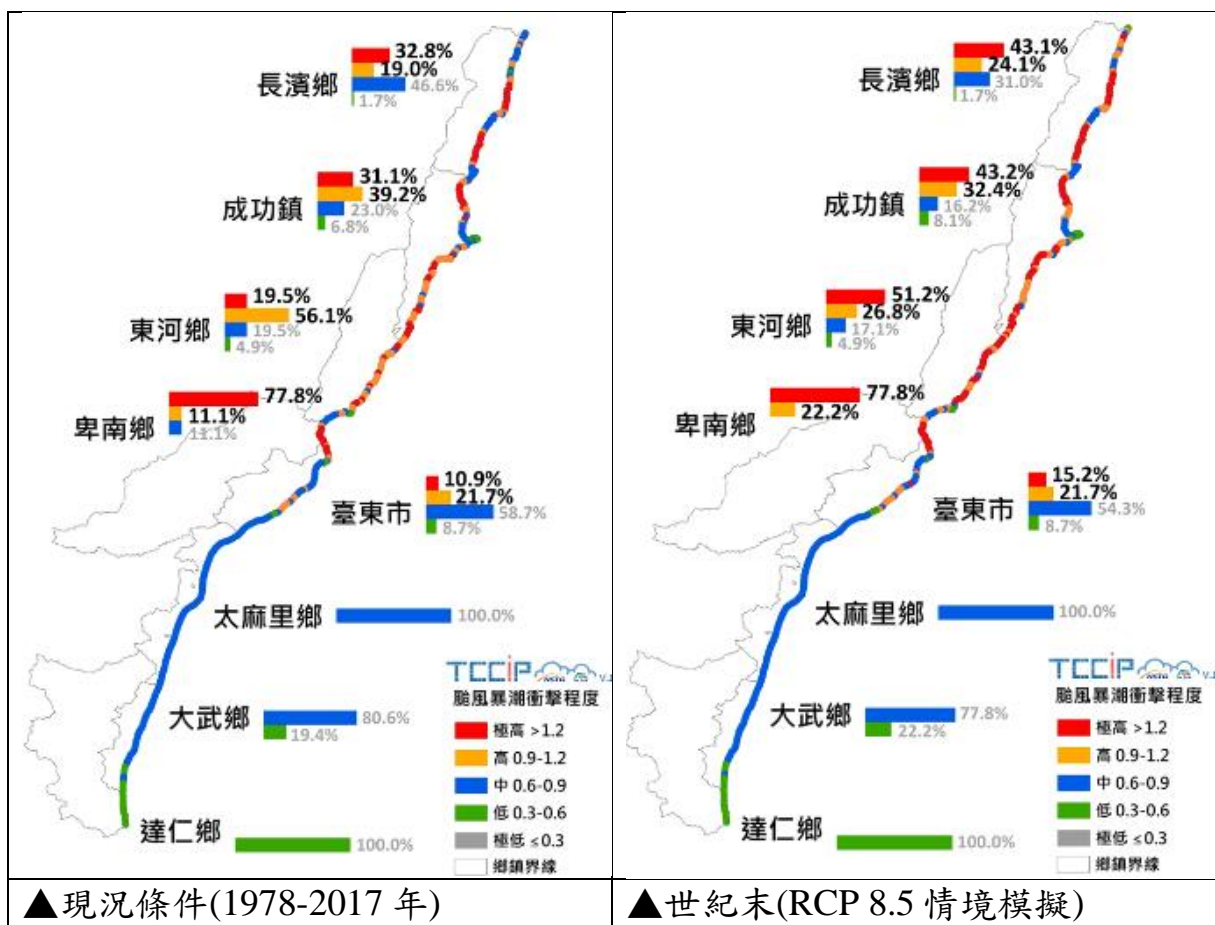 長濱鄉
32.8%
19.0%
46.6%
1.7%
成功鎮
31.1%
39.2%
23.0%
6.8%
東河鄉
19.5%
56.1%
19.5%
4.9%
卑南鄉
77.8%
11.1%
11.1%
臺東市
10.9%
21.7%
58.7%
8.7%
太麻里鄉
100.0%
大武鄉
80.6%
19.4%
達仁鄉
100.0%
TCCiP
颱風暴潮衝擊程度
極高 >1.2
高 0.9-1.2
中 0.6-0.9
低 0.3-0.6
極低 ≤0.3
鄉鎮界線
▲現況條件(1978-2017 年)
長濱鄉
43.1%
24.1%
31.0%
1.7%
成功鎮
43.2%
32.4%
16.2%
8.1%
東河鄉
51.2%
26.8%
17.1%
4.9%
卑南鄉
77.8%
22.2%
臺東市
15.2%
21.7%
54.3%
8.7%
太麻里鄉
100.0%
大武鄉
77.8%
22.2%
達仁鄉
100.0%
TCCiP
颱風暴潮衝擊程度
極高 >1.2
高 0.9-1.2
中 0.6-0.9
低 0.3-0.6
極低 ≤0.3
鄉鎮界線
▲世紀末(RCP 8.5 情境模擬)